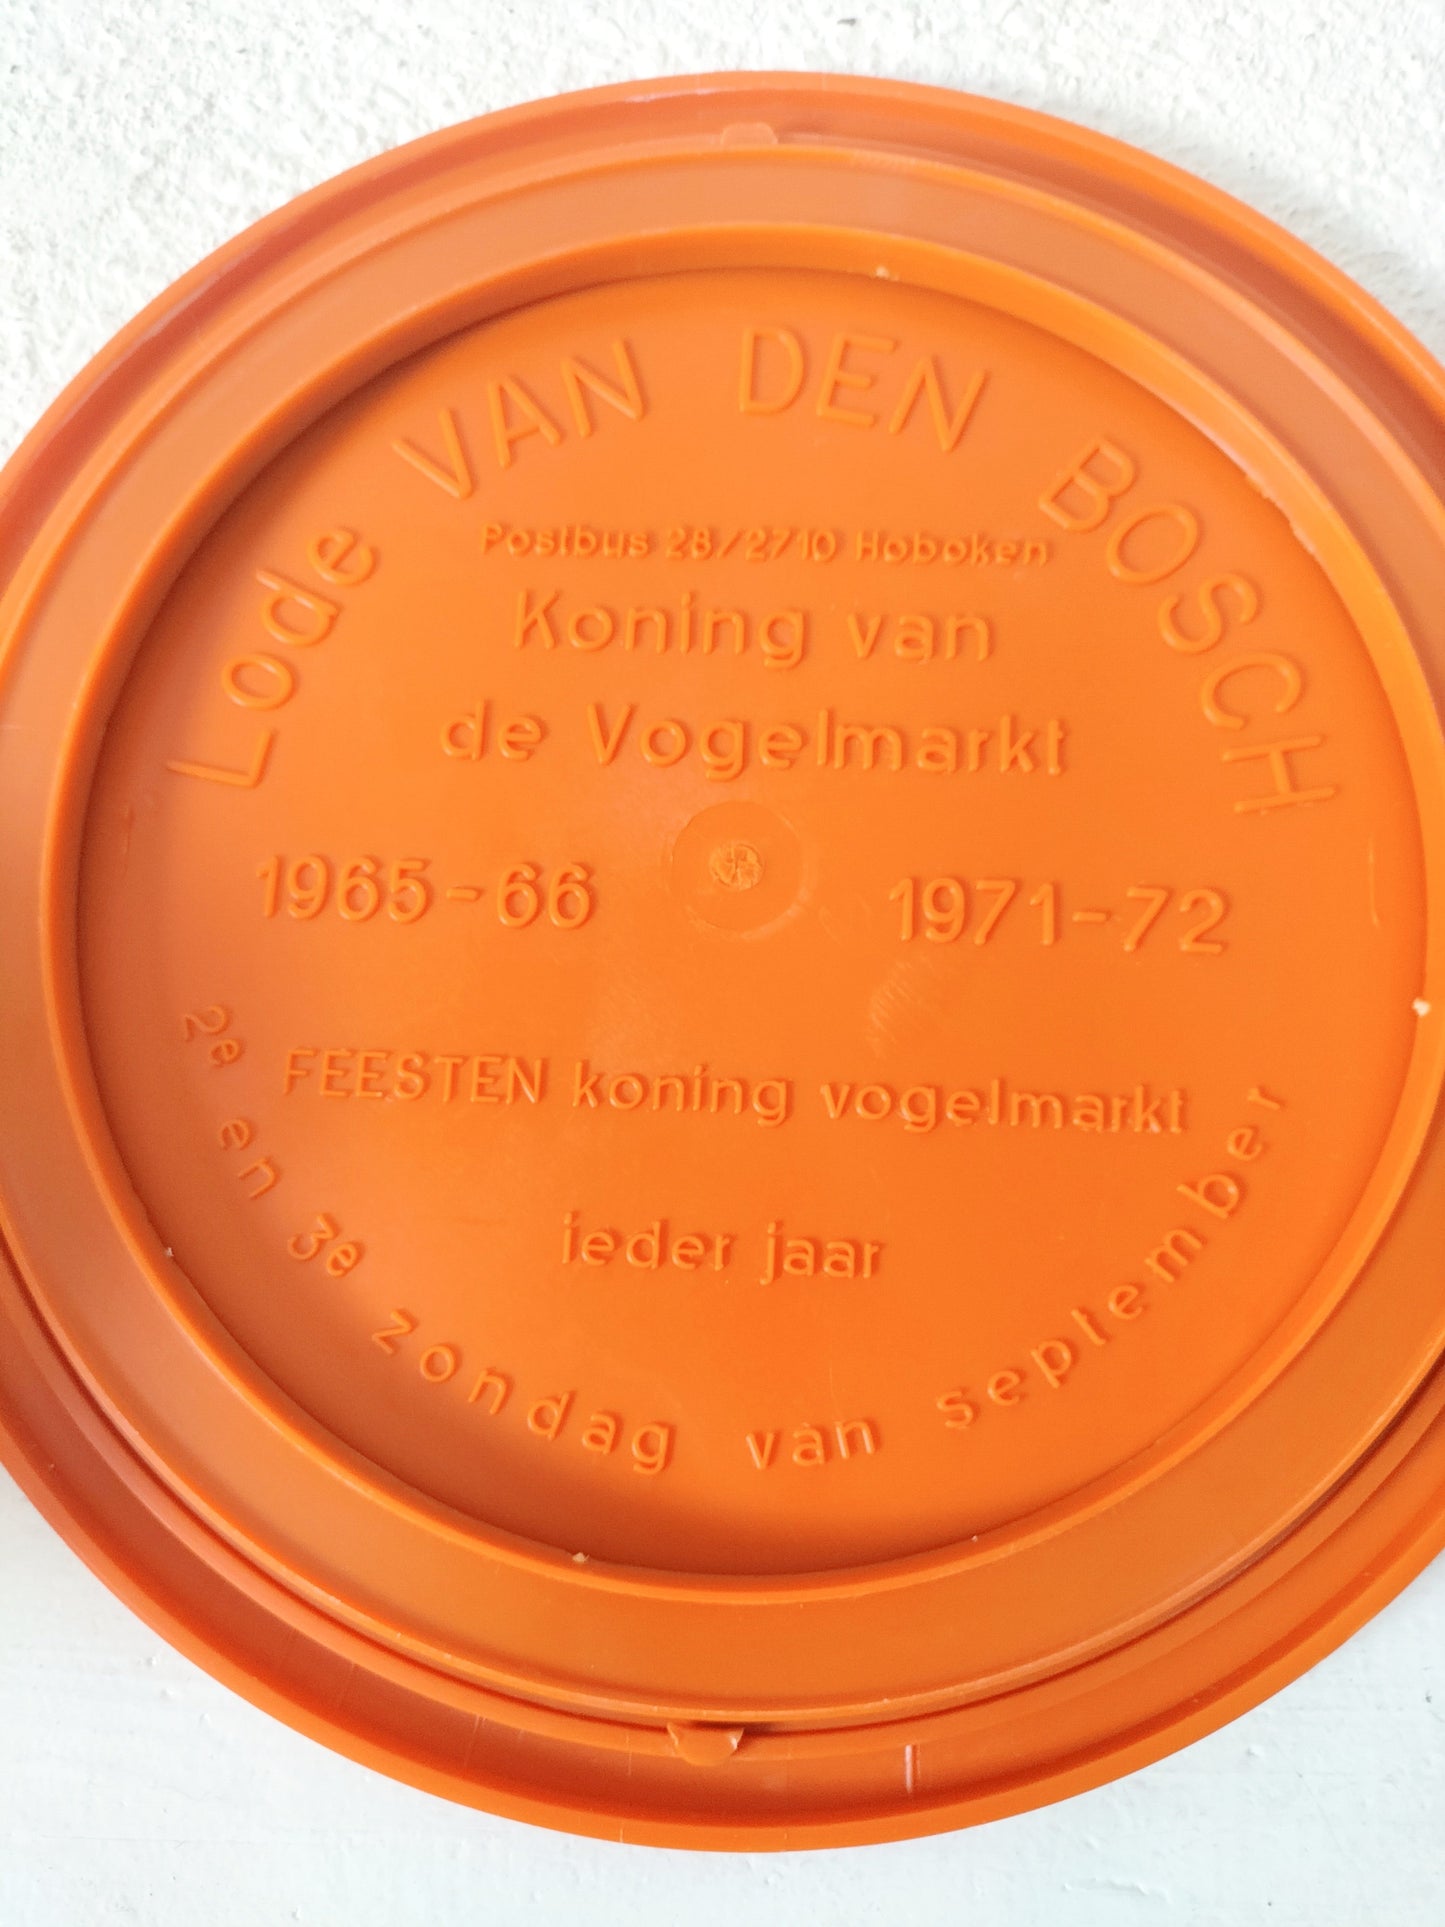 Lode VAN DEN BOSCH
Postbus 28/2710 Hoboken
Koning van
de Vogelmarkt
1965-66 1971-72
FEESTEN koning vogelmarkt
ieder jaar
2e en 3e zondag van september